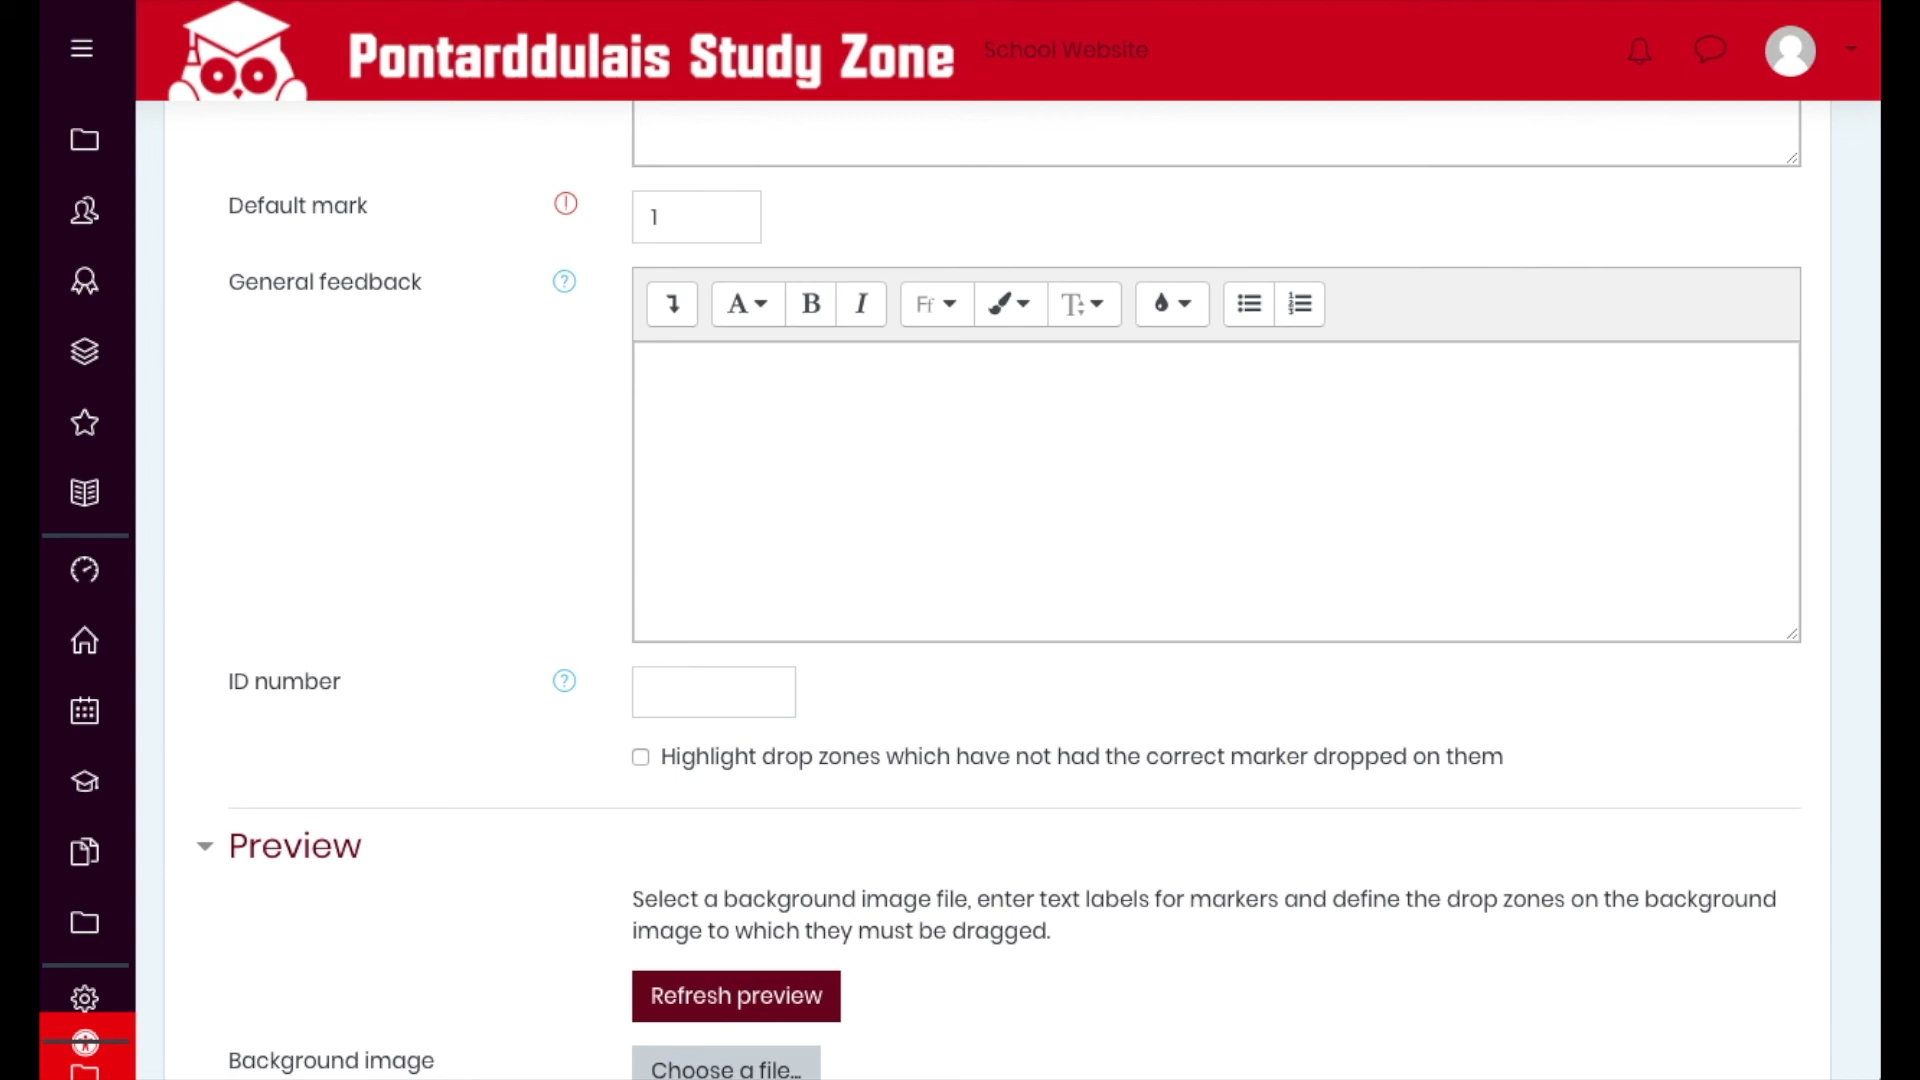 Pontarddulais Study Zone
School Website
Default mark
1
General feedback
A B I Ff T
ID number
Highlight drop zones which have not had the correct marker dropped on them
Preview
Select a background image file, enter text labels for markers and define the drop zones on the background
image to which they must be dragged.
Refresh preview
Background image
Choose a file...